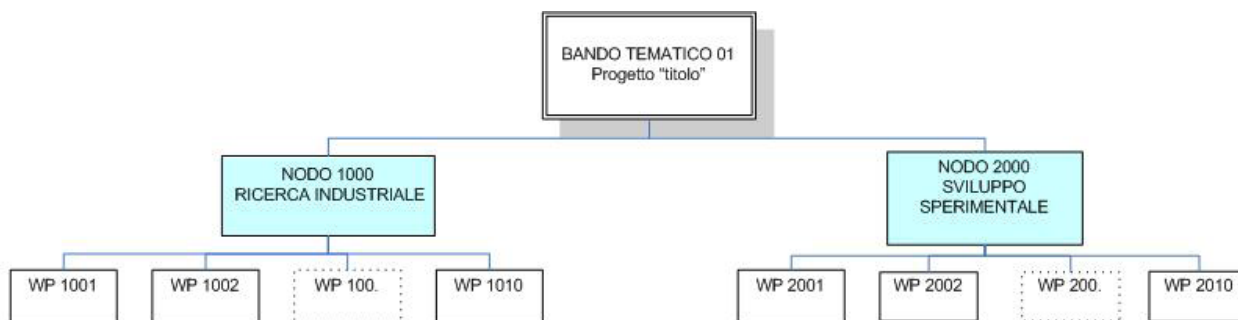 BANDO TEMATICO 01
Progetto "titolo"
NODO 1000
RICERCA INDUSTRIALE
NODO 2000
SVILUPPO
SPERIMENTALE
WP 1001
WP 1002
WP 100.
WP 1010
WP 2001
WP 2002
WP 200.
WP 2010